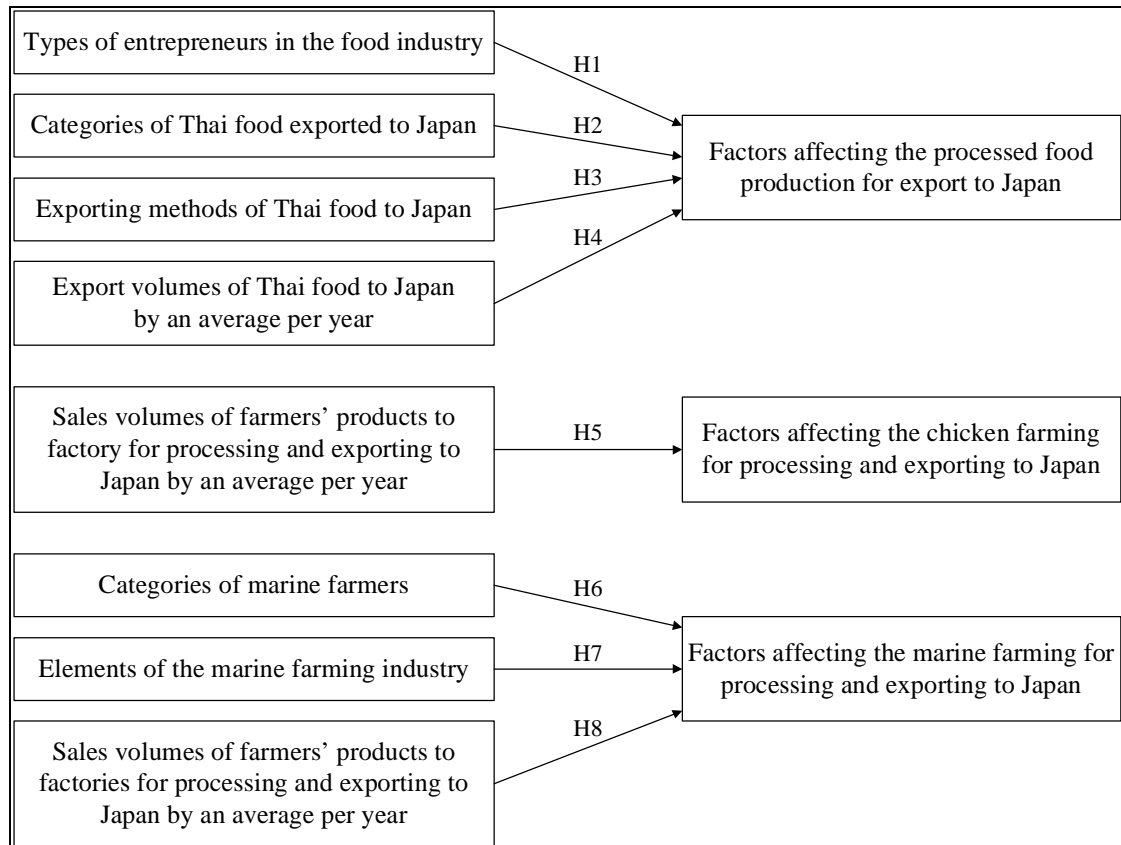 Types of entrepreneurs in the food industry
H1
Categories of Thai food exported to Japan
H2
Factors affecting the processed food
production for export to Japan
H3
Exporting methods of Thai food to Japan
H4
Export volumes of Thai food to Japan
by an average per year
Sales volumes of farmers’ products to
factory for processing and exporting to
Japan by an average per year
H5
Factors affecting the chicken farming
for processing and exporting to Japan
Categories of marine farmers
H6
Elements of the marine farming industry
H7
Factors affecting the marine farming for
processing and exporting to Japan
H8
Sales volumes of farmers’ products to
factories for processing and exporting to
Japan by an average per year